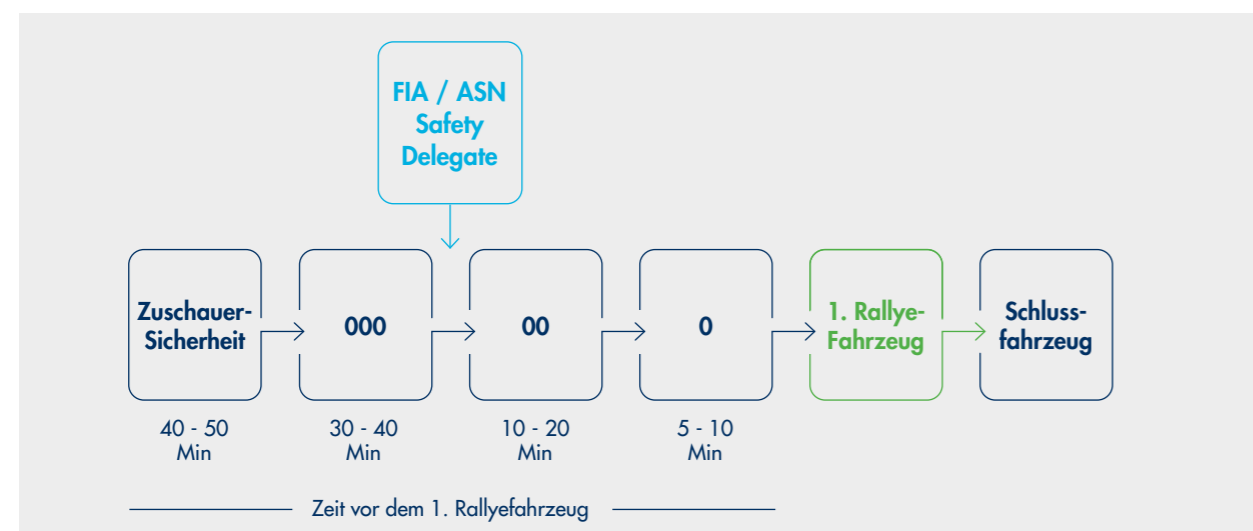 FIA / ASN
Safety
Delegate
Zuschauer-
Sicherheit
000
00
0
1. Rallye-
Fahrzeug
Schluss-
fahrzeug
40 - 50
Min
30 - 40
Min
10 - 20
Min
5 - 10
Min
Zeit vor dem 1. Rallyefahrzeug